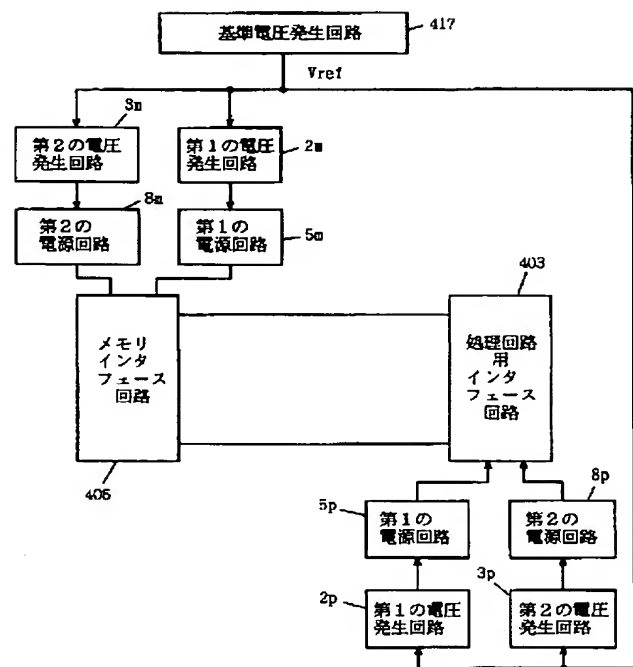 基準電圧発生回路
417
Vref
3m
第2の電圧
発生回路
第1の電圧
発生回路
2m
8m
第2の
電源回路
第1の
電源回路
5m
403
メモリ
インタ
フェース
回路
処理回路
用
インタ
フェース
回路
405
5p
第1の
電源回路
8p
第2の
電源回路
2p
第1の電圧
発生回路
3p
第2の電圧
発生回路